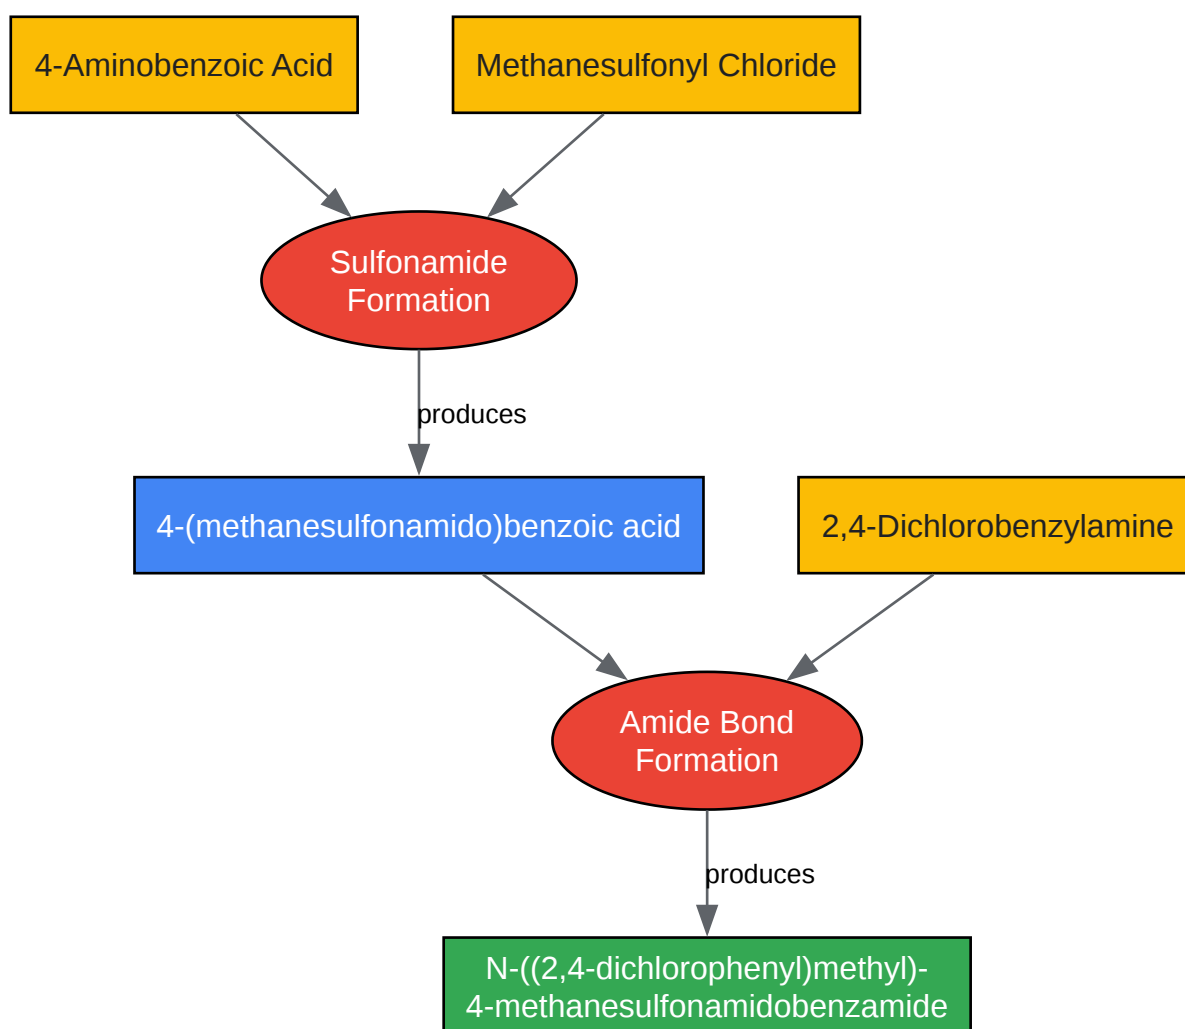 4-Aminobenzoic Acid
Methanesulfonyl Chloride
Sulfonamide
Formation
produces
4-(methanesulfonamido)benzoic acid
2,4-Dichlorobenzylamine
Amide Bond
Formation
produces
N-((2,4-dichlorophenyl)methyl)-
4-methanesulfonamidobenzamide